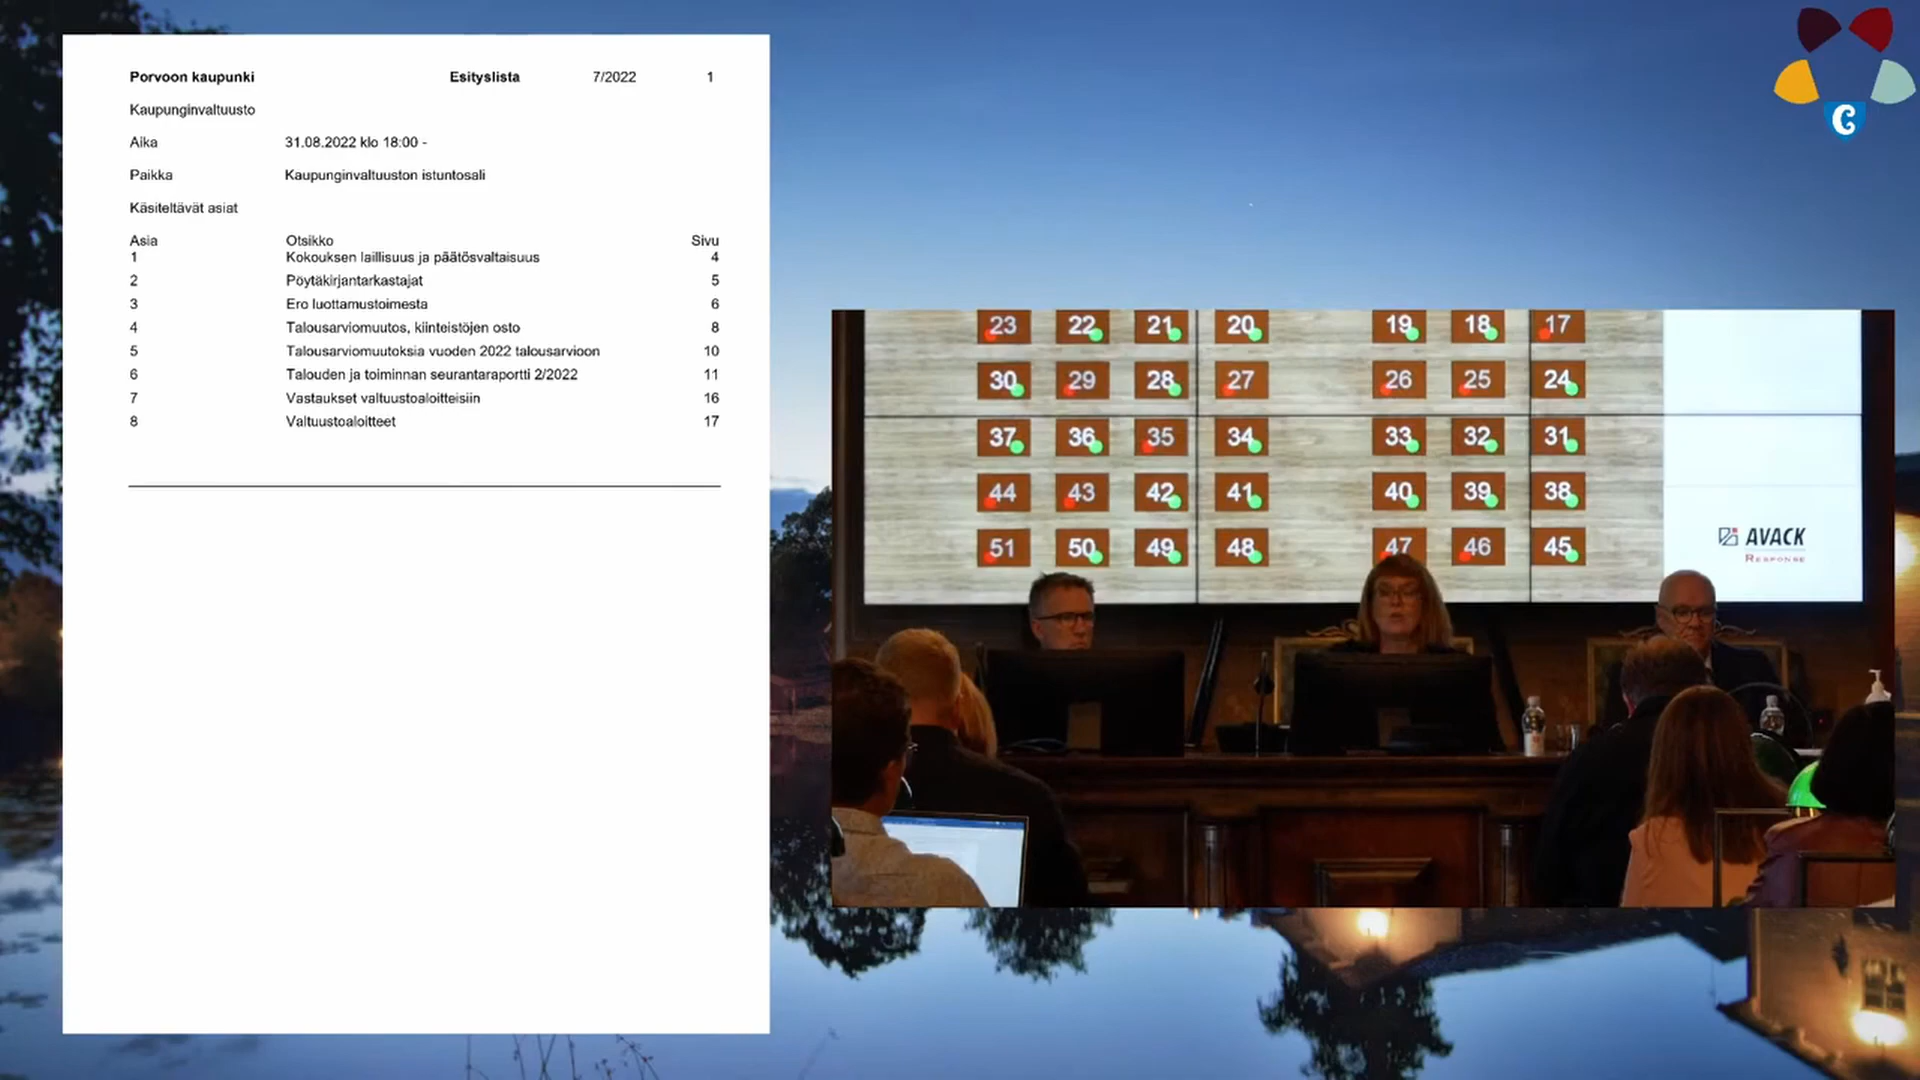 Porvoon kaupunki Esityslista 7/2022 1
Kaupunginvaltuusto
Aika 31.08.2022 klo 18:00 -
Paikka Kaupunginvaltuuston istuntosali
Käsiteltävät asiat
Asia Otsikko Sivu
1 Kokouksen laillisuus ja päätösvaltaisuus 4
2 Pöytäkirjantarkastajat 5
3 Ero luottamustoimesta 6
4 Talousarviomuutos, kiinteistöjen osto 8
5 Talousarviomuutoksia vuoden 2022 talousarvioon 10
6 Talouden ja toiminnan seurantaraportti 2/2022 11
7 Vastaukset valtuustoaloitteisiin 16
8 Valtuustoaloitteet 17
23 22 21 20 19 18 17
30 29 28 27 26 25 24
37 36 35 34 33 32 31
44 43 42 41 40 39 38
51 50 49 48 47 46 45
AVACK
RESPONSE